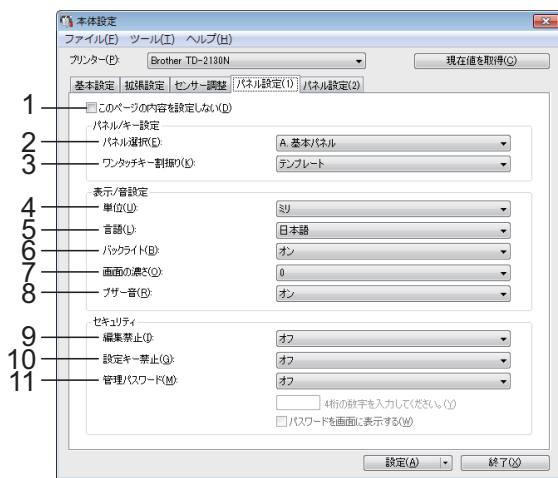 本体設定
ファイル(F) ツール(T) ヘルプ(H)
プリンター(P): Brother TD-2130N 現在値を取得(C)
基本設定 拡張設定 センサー調整 パネル設定(1) パネル設定(2)
1 このページの内容を設定しない(D)
パネル/キー設定
2 パネル選択(E): A. 基本パネル
3 ワンタッチキー割振り(K): テンプレート
表示/音設定
4 単位(U): ミリ
5 言語(L): 日本語
6 バックライト(B): オン
7 画面の濃さ(O): 0
8 ブザー音(R): オン
セキュリティ
9 編集禁止(I): オフ
10 設定キー禁止(G): オフ
11 管理パスワード(M): オフ
4桁の数字を入力してください。(Y)
パスワードを画面に表示する(W)
設定(A) 終了(X)